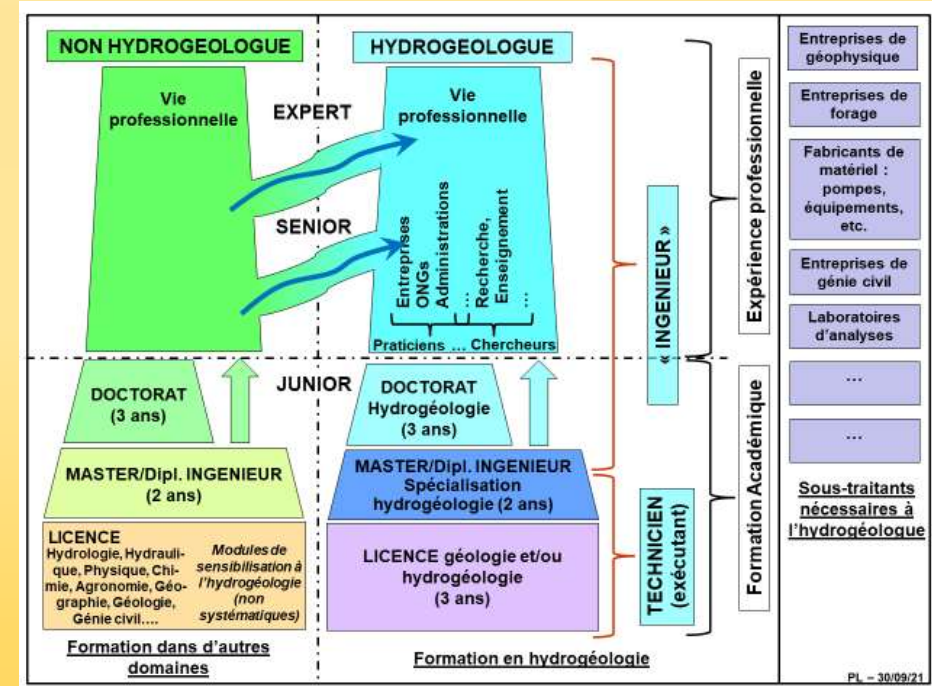 NON HYDROGEOLOGUE
Vie
professionnelle
DOCTORAT
(3 ans)
MASTER/Dipl. INGENIEUR
(2 ans)
LICENCE
Hydrologie, Hydrauli-
que, Physique, Chi-
mie, Agronomie, Géo-
graphie, Géologie,
Génie civil….
Modules de
sensibilisation à
l’hydrogéologie
(non
systématiques)
Formation dans d’autres
domaines
EXPERT
SENIOR
JUNIOR
HYDROGEOLOGUE
Vie
professionnelle
Entreprises
ONGs
Administrations
…
Recherche,
Enseignement
…
Praticiens … Chercheurs
DOCTORAT
Hydrogéologie
(3 ans)
MASTER/Dipl. INGENIEUR
Spécialisation
hydrogéologie (2 ans)
LICENCE géologie et/ou
hydrogéologie
(3 ans)
Formation en hydrogéologie
« INGENIEUR »
TECHNICIEN
(exécutant)
Expérience professionnelle
Formation Académique
Entreprises de
géophysique
Entreprises de
forage
Fabricants de
matériel :
pompes,
équipements,
etc.
Entreprises de
génie civil
Laboratoires
d’analyses
…
…
Sous-traitants
nécessaires à
l’hydrogéologue
PL – 30/09/21